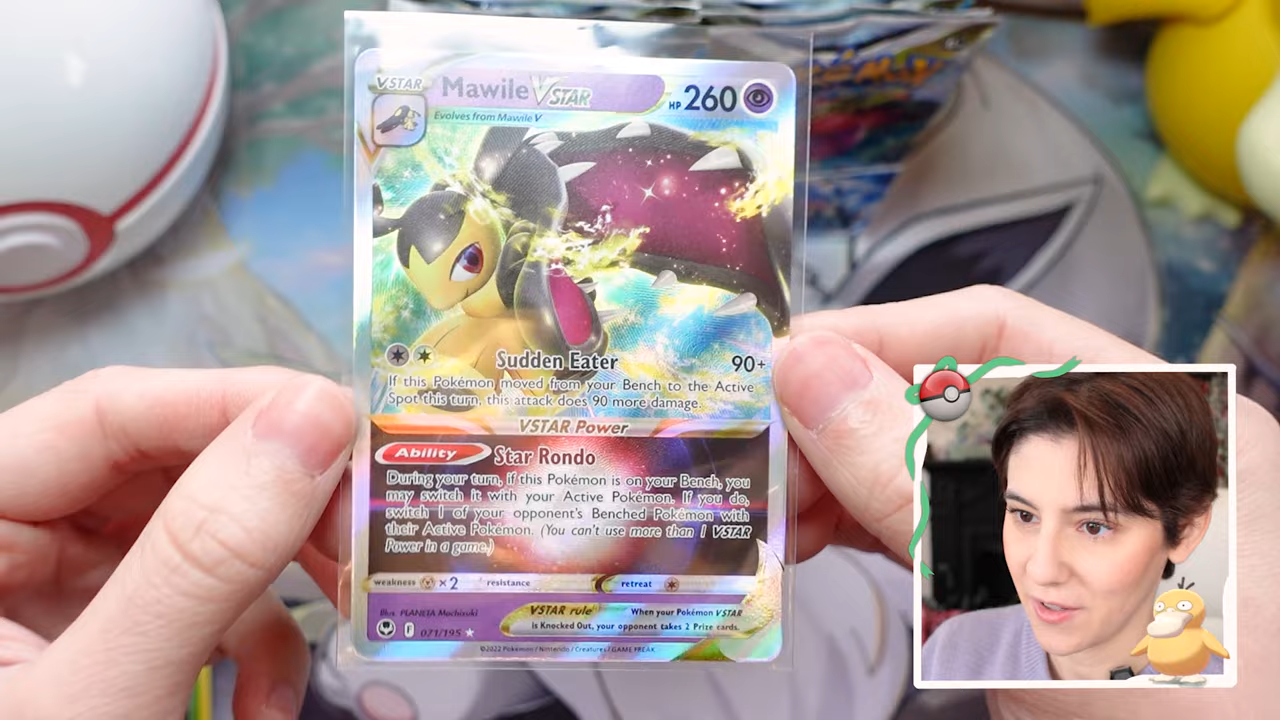 VSTAR Mawile VSTAR HP 260
Evolves from Mawile V
Sudden Eater 90+
If this Pokémon moved from your Bench to the Active
Spot this turn, this attack does 90 more damage.
VSTAR Power
Ability Star Rondo
During your turn, if this Pokémon is on your Bench, you
may switch it with your Active Pokémon. If you do,
switch 1 of your opponent's Benched Pokémon with
their Active Pokémon. (You can't use more than 1 VSTAR
Power in a game.)
weakness ×2 resistance retreat
Illus. PLANETA Mochizuki
VSTAR rule When your Pokémon VSTAR
is Knocked Out, your opponent takes 2 Prize cards.
F 071/195
©2022 Pokémon / Nintendo / Creatures / GAME FREAK